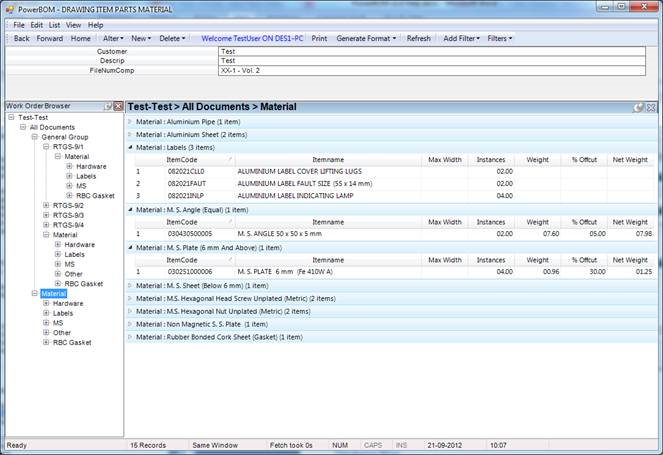 PowerBOM - DRAWING ITEM PARTS MATERIAL
File Edit List View Help
Back Forward Home Alter New Delete Welcome TestUser ON DES1-PC Print Generate Format Refresh Add Filter Filters
Customer Test
Descrip Test
FileNumComp XX-1 - Vol. 2
Work Order Browser
Test-Test
All Documents
General Group
RTGS-9/1
Material
Hardware
Labels
MS
RBC Gasket
RTGS-9/2
RTGS-9/3
RTGS-9/4
Material
Hardware
Labels
MS
Other
RBC Gasket
Material
Hardware
Labels
MS
Other
RBC Gasket
Test-Test > All Documents > Material
Material : Aluminium Pipe (1 item)
Material : Aluminium Sheet (2 items)
Material : Labels (3 items)
ItemCode Itemname Max Width Instances Weight % Offcut Net Weight
1 082021CLL0 ALUMINIUM LABEL COVER LIFTING LUGS 02.00
2 082021FAUT ALUMINIUM LABEL FAULT SIZE (55 x 14 mm) 02.00
3 082021INLP ALUMINIUM LABEL INDICATING LAMP 04.00
Material : M. S. Angle (Equal) (1 item)
ItemCode Itemname Max Width Instances Weight % Offcut Net Weight
1 030430505000 M. S. ANGLE 50 x 50 x 5 mm 02.00 07.60 05.00 07.98
Material : M. S. Plate (6 mm And Above) (1 item)
ItemCode Itemname Max Width Instances Weight % Offcut Net Weight
1 030251000006 M. S. PLATE 6 mm (Fe 410W A) 04.00 00.96 30.00 01.25
Material : M. S. Sheet (Below 6 mm) (1 item)
Material : M.S. Hexagonal Head Screw Unplated (Metric) (2 items)
Material : M.S. Hexagonal Nut Unplated (Metric) (2 items)
Material : Non Magnetic S. S. Plate (1 item)
Material : Rubber Bonded Cork Sheet (Gasket) (1 item)
Ready 15 Records Same Window Fetch took 0s NUM CAPS INS 21-09-2012 10:07